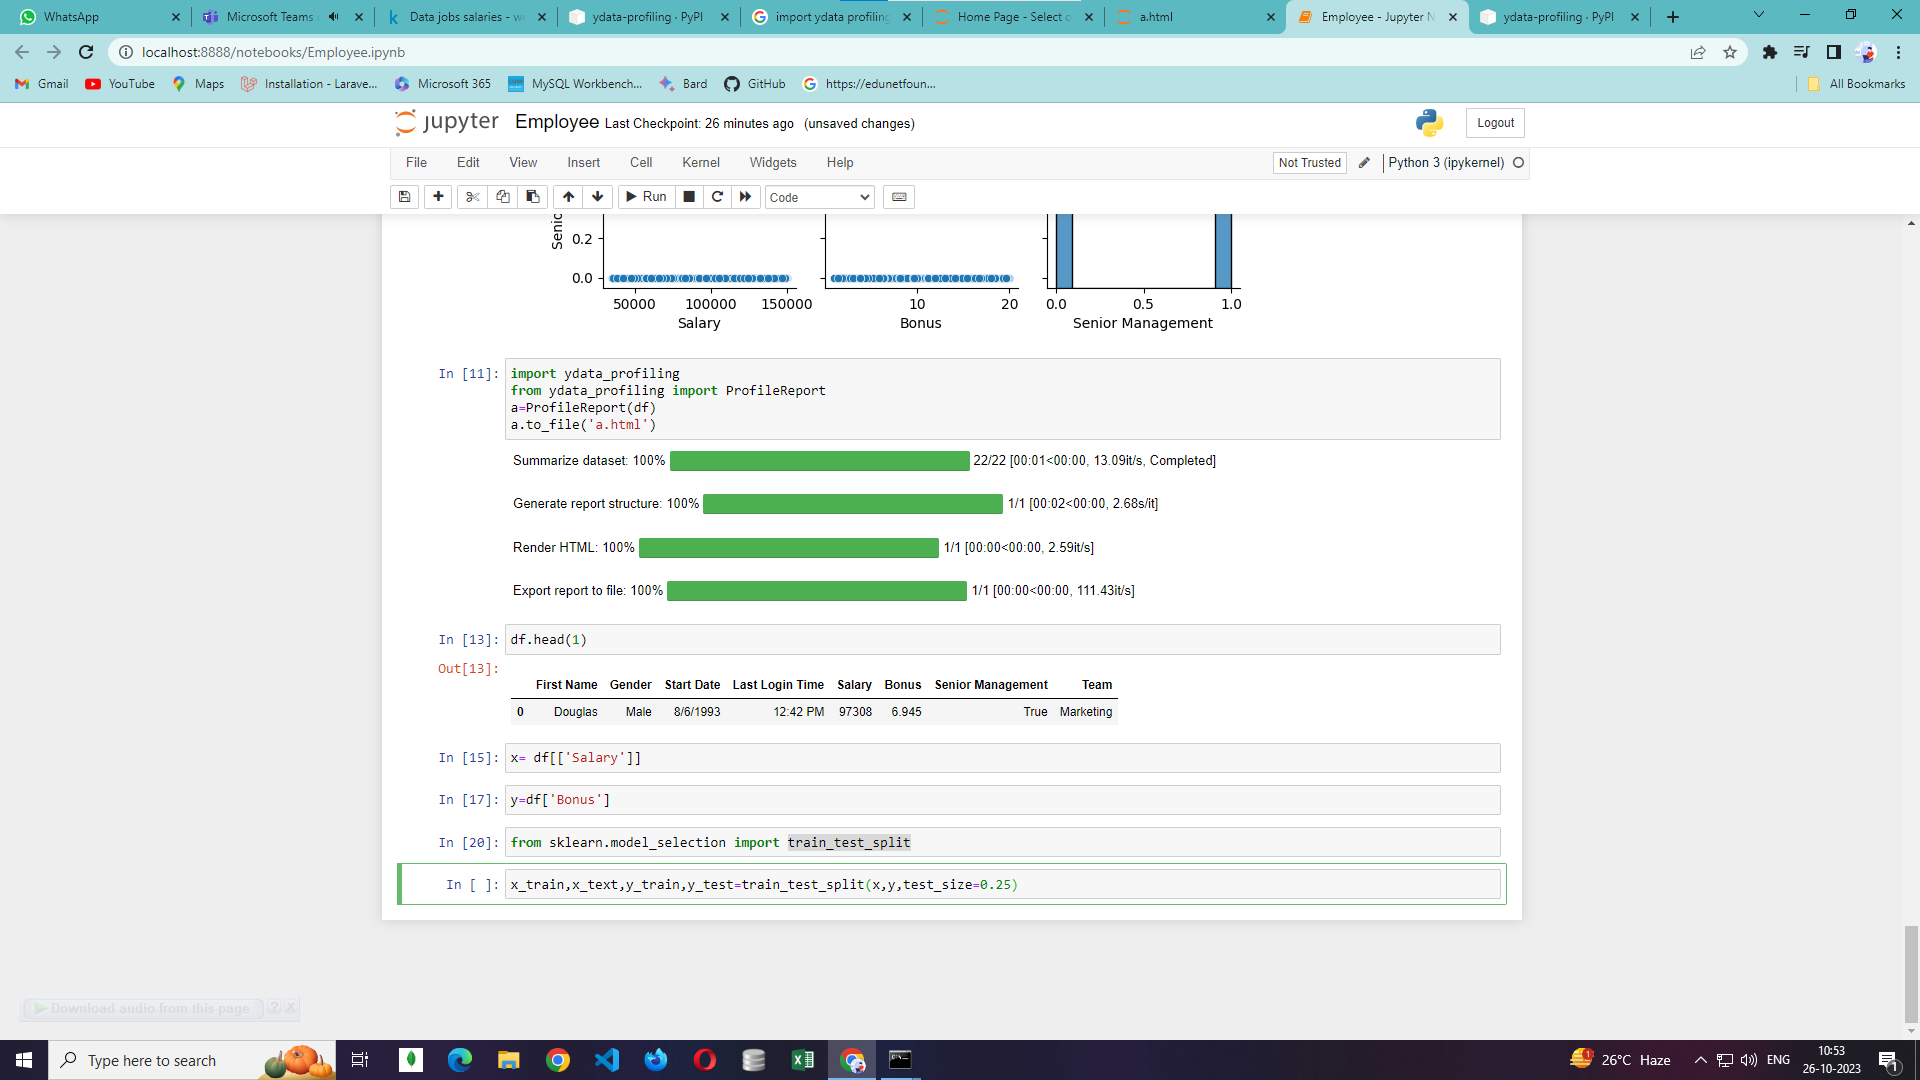 WhatsApp
Microsoft Teams
Data jobs salaries - w
ydata-profiling · PyPI
import ydata profiling
Home Page - Select o
a.html
Employee - Jupyter N
ydata-profiling · PyPI
localhost:8888/notebooks/Employee.ipynb
Gmail
YouTube
Maps
Installation - Larave...
Microsoft 365
MySQL Workbench...
Bard
GitHub
https://edunetfoun...
All Bookmarks
jupyter Employee Last Checkpoint: 26 minutes ago (unsaved changes)
Logout
File Edit View Insert Cell Kernel Widgets Help
Not Trusted
Python 3 (ipykernel)
Run
Code
Senio
0.2
0.0
50000 100000 150000 10 20 0.0 0.5 1.0
Salary Bonus Senior Management
In [11]: import ydata_profiling
from ydata_profiling import ProfileReport
a=ProfileReport(df)
a.to_file('a.html')
Summarize dataset: 100% 22/22 [00:01<00:00, 13.09it/s, Completed]
Generate report structure: 100% 1/1 [00:02<00:00, 2.68s/it]
Render HTML: 100% 1/1 [00:00<00:00, 2.59it/s]
Export report to file: 100% 1/1 [00:00<00:00, 111.43it/s]
In [13]: df.head(1)
Out[13]:
First Name Gender Start Date Last Login Time Salary Bonus Senior Management Team
0 Douglas Male 8/6/1993 12:42 PM 97308 6.945 True Marketing
In [15]: x= df[['Salary']]
In [17]: y=df['Bonus']
In [20]: from sklearn.model_selection import train_test_split
In [ ]: x_train,x_text,y_train,y_test=train_test_split(x,y,test_size=0.25)
Download audio from this page ? X
Type here to search
26°C Haze
ENG
10:53
26-10-2023
1
1